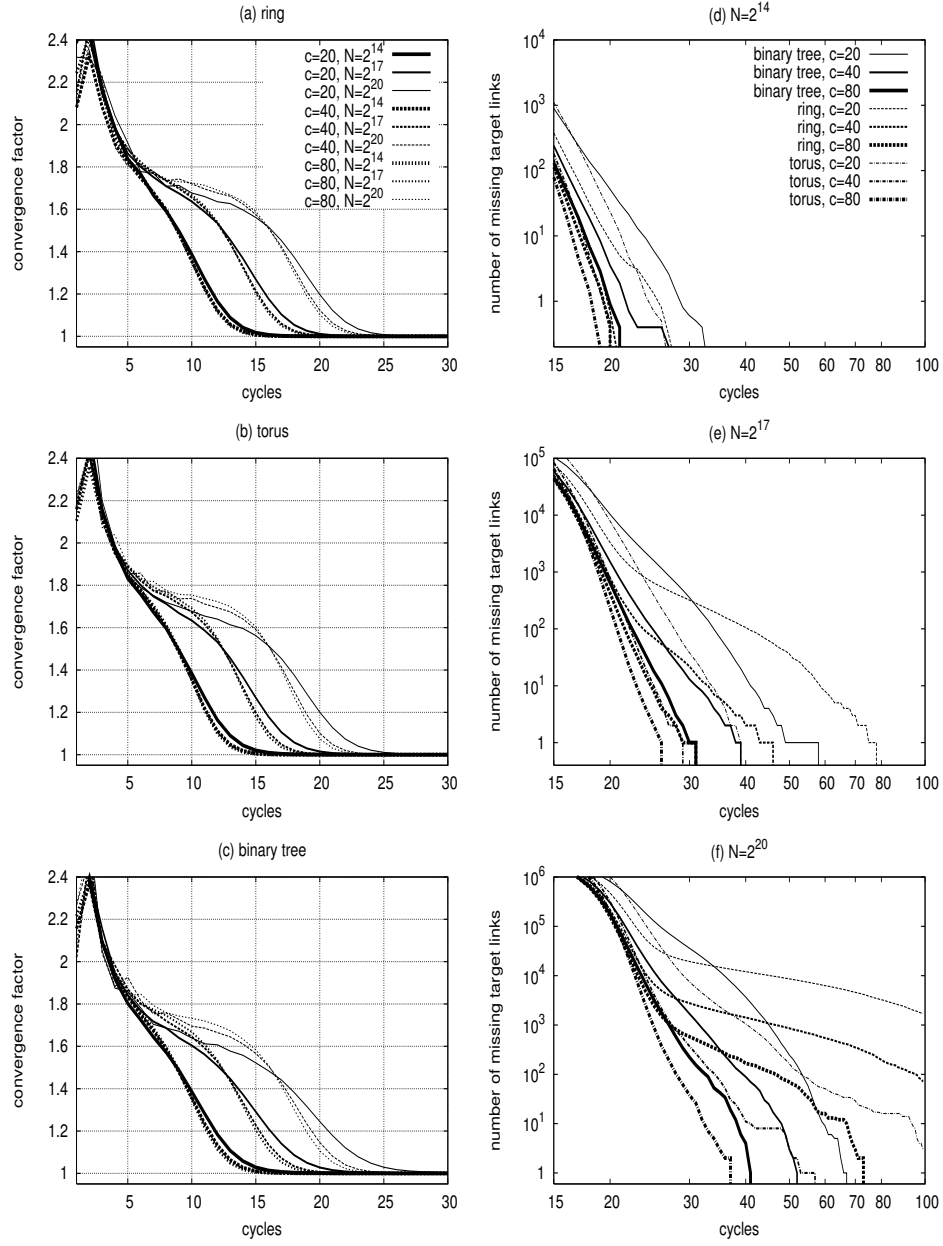 (a) ring
2.4
2.2
2
1.8
1.6
1.4
1.2
1
convergence factor
c=20, N=2^14
c=20, N=2^17
c=20, N=2^20
c=40, N=2^14
c=40, N=2^17
c=40, N=2^20
c=80, N=2^14
c=80, N=2^17
c=80, N=2^20
5 10 15 20 25 30
cycles
(d) N=2^14
10^4
10^3
10^2
10^1
1
number of missing target links
binary tree, c=20
binary tree, c=40
binary tree, c=80
ring, c=20
ring, c=40
ring, c=80
torus, c=20
torus, c=40
torus, c=80
15 20 30 40 50 60 70 80 100
cycles
(b) torus
2.4
2.2
2
1.8
1.6
1.4
1.2
1
convergence factor
5 10 15 20 25 30
cycles
(e) N=2^17
10^5
10^4
10^3
10^2
10^1
1
number of missing target links
15 20 30 40 50 60 70 80 100
cycles
(c) binary tree
2.4
2.2
2
1.8
1.6
1.4
1.2
1
convergence factor
5 10 15 20 25 30
cycles
(f) N=2^20
10^6
10^5
10^4
10^3
10^2
10^1
1
number of missing target links
15 20 30 40 50 60 70 80 100
cycles